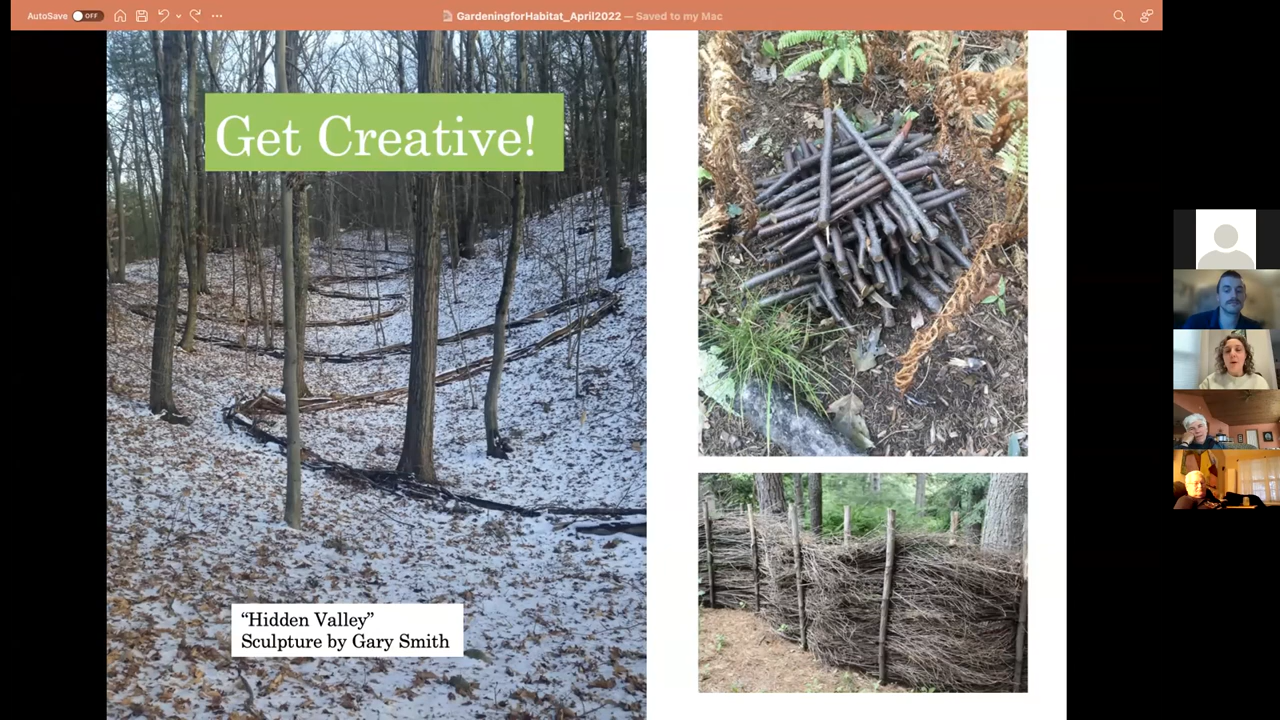 AutoSave OFF
GardeningforHabitat_April2022 — Saved to my Mac
Get Creative!
“Hidden Valley”
Sculpture by Gary Smith